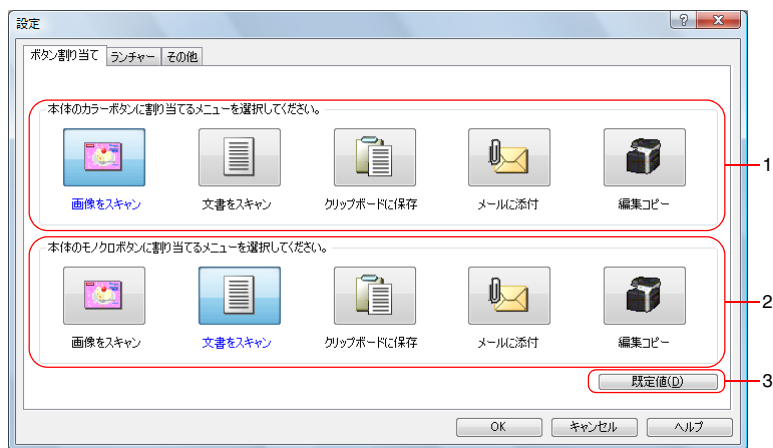 設定
ボタン割り当て ランチャー その他
本体のカラーボタンに割り当てるメニューを選択してください。
画像をスキャン 文書をスキャン クリップボードに保存 メールに添付 編集コピー
1
本体のモノクロボタンに割り当てるメニューを選択してください。
画像をスキャン 文書をスキャン クリップボードに保存 メールに添付 編集コピー
2
既定値(D)
3
OK キャンセル ヘルプ